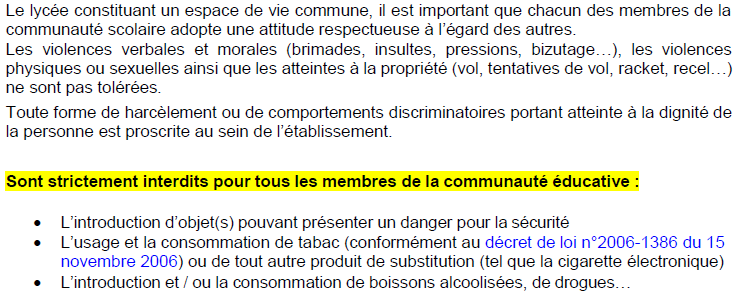 Le lycée constituant un espace de vie commune, il est important que chacun des membres de la
communauté scolaire adopte une attitude respectueuse à l'égard des autres.
Les violences verbales et morales (brimades, insultes, pressions, bizutage…), les violences
physiques ou sexuelles ainsi que les atteintes à la propriété (vol, tentatives de vol, racket, recel…)
ne sont pas tolérées.
Toute forme de harcèlement ou de comportements discriminatoires portant atteinte à la dignité de
la personne est proscrite au sein de l'établissement.
Sont strictement interdits pour tous les membres de la communauté éducative :
• L'introduction d'objet(s) pouvant présenter un danger pour la sécurité
• L'usage et la consommation de tabac (conformément au décret de loi n°2006-1386 du 15
novembre 2006) ou de tout autre produit de substitution (tel que la cigarette électronique)
• L'introduction et / ou la consommation de boissons alcoolisées, de drogues…